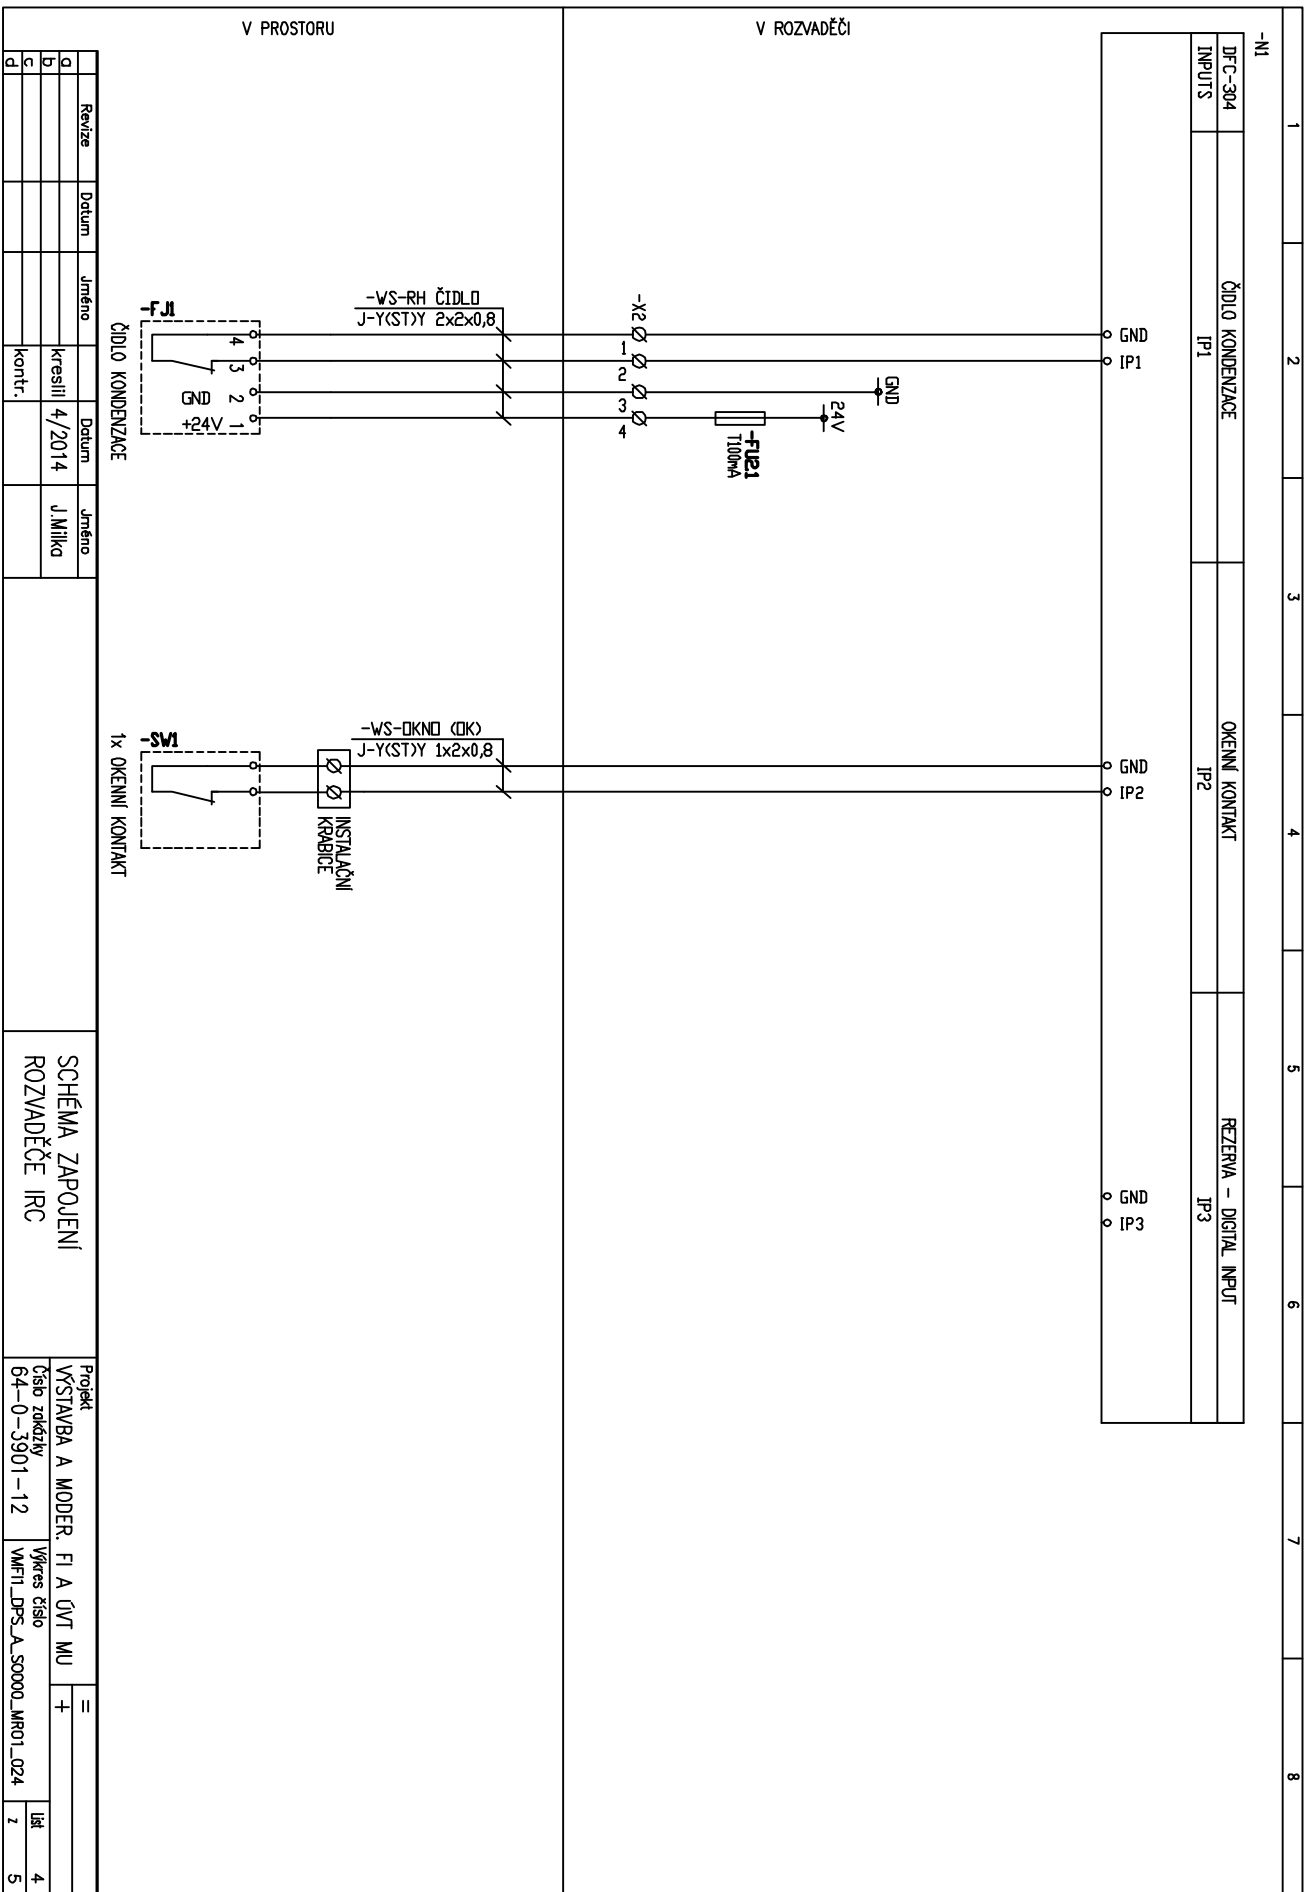 1
2
3
4
5
6
7
8
-N1
DFC-304
INPUTS
ČIDLO KONDENZACE
IP1
OKENNÍ KONTAKT
IP2
REZERVA - DIGITAL INPUT
IP3
GND
IP1
GND
IP2
GND
IP3
V ROZVADĚČI
GND
24V
-FU2.1
T100mA
-X2
1
2
3
4
V PROSTORU
-WS-RH ČIDLO
J-Y(ST)Y 2x2x0,8
-WS-OKNO (OK)
J-Y(ST)Y 1x2x0,8
INSTALAČNÍ
KRABICE
-FJ1
4
3
2
1
GND
+24V
ČIDLO KONDENZACE
-SW1
1x OKENNÍ KONTAKT
Revize
Datum
Jméno
Datum
Jméno
a
b
c
d
kreslil
4/2014
J.Milka
kontr.
SCHÉMA ZAPOJENÍ
ROZVADĚČE IRC
Projekt
VÝSTAVBA A MODER. FI A ÚVT MU
Číslo zakázky
64-0-3901-12
Výkres číslo
VMFI1_DPS_A_SO00_MR01_024
=
+
List
4
z
5